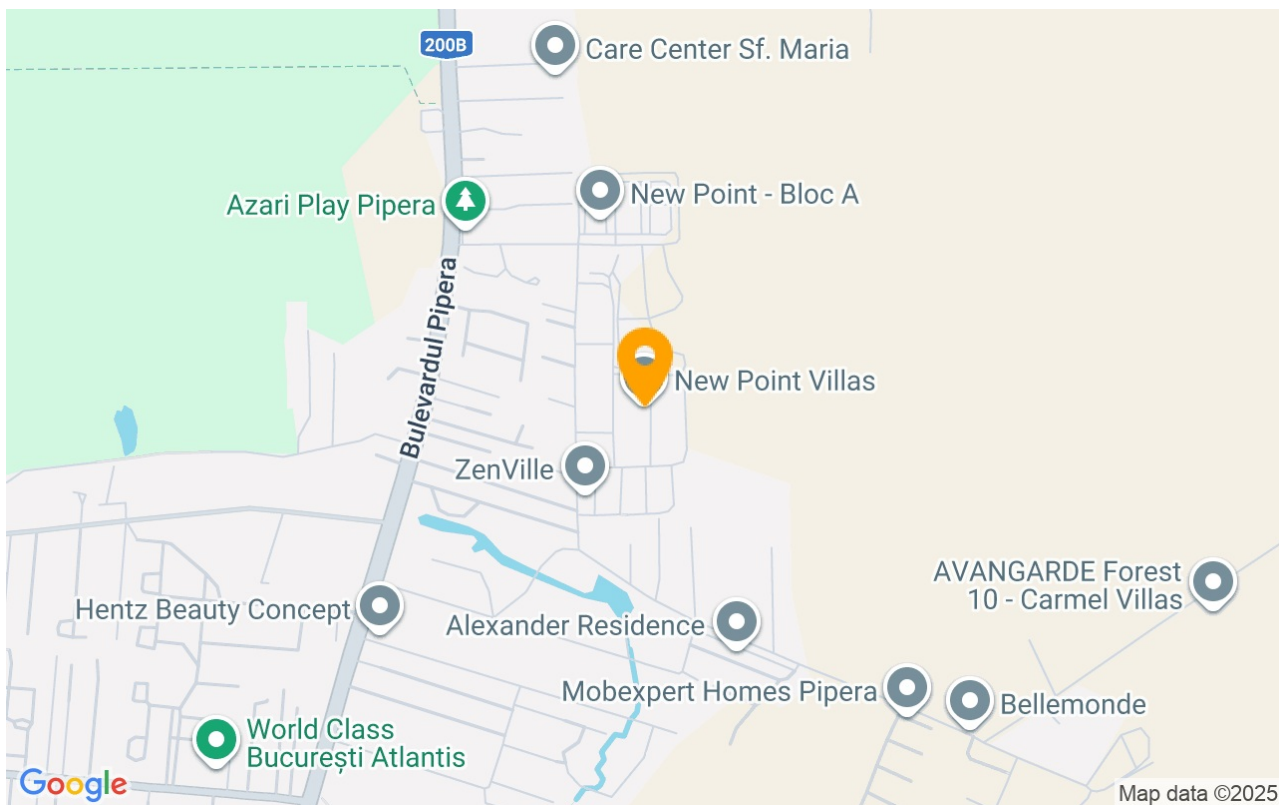 200B
Care Center Sf. Maria
New Point - Bloc A
Azari Play Pipera
Bulevardul Pipera
New Point Villas
ZenVille
AVANGARDE Forest
10 - Carmel Villas
Hentz Beauty Concept
Alexander Residence
Mobexpert Homes Pipera
Bellemonde
World Class
București Atlantis
Google
Map data ©2025